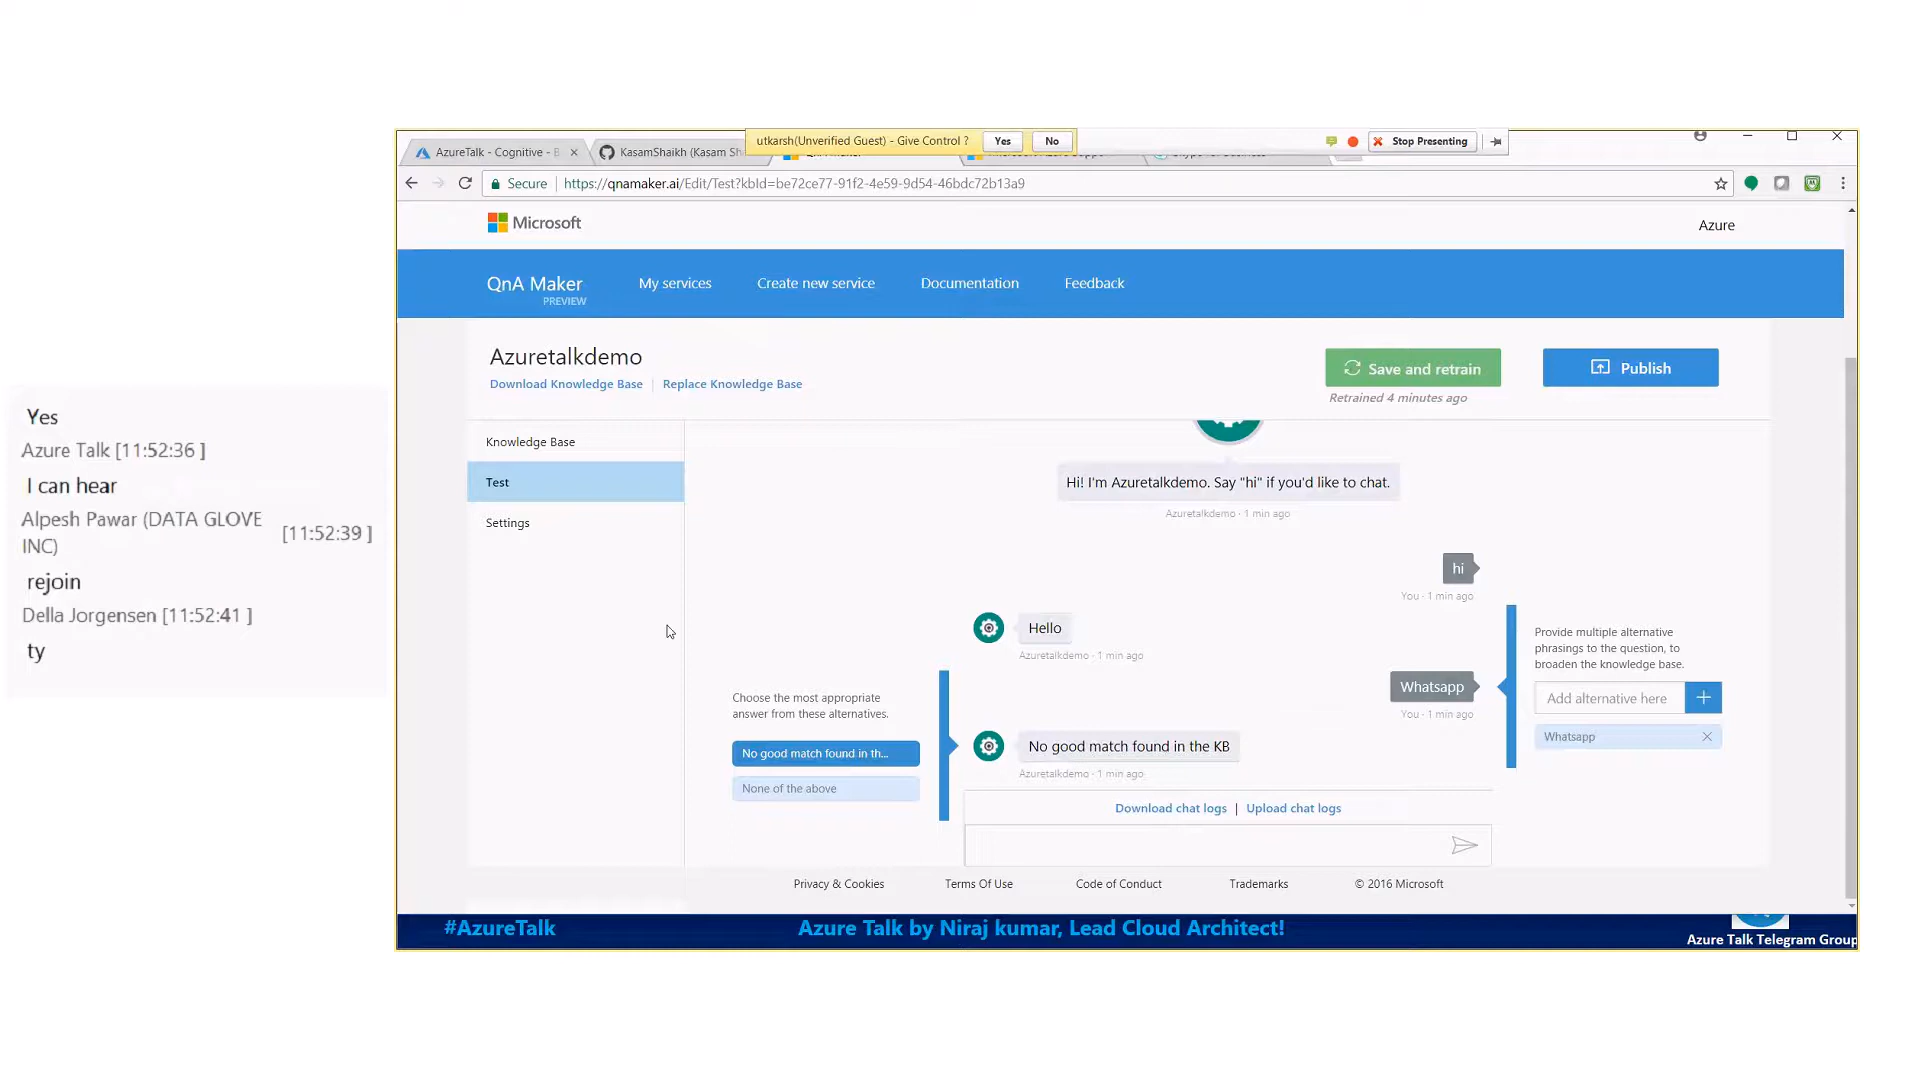 Yes
Azure Talk [11:52:36 ]
I can hear
Alpesh Pawar (DATA GLOVE
INC)
[11:52:39 ]
rejoin
Della Jorgensen [11:52:41 ]
ty
AzureTalk - Cognitive - B
KasamShaikh (Kasam Sh
utkarsh(Unverified Guest) - Give Control ?
Yes
No
Stop Presenting
Secure
https://qnamaker.ai/Edit/Test?kbId=be72ce77-91f2-4e59-9d54-46bdc72b13a9
Microsoft
Azure
QnA Maker
PREVIEW
My services
Create new service
Documentation
Feedback
Azuretalkdemo
Download Knowledge Base
Replace Knowledge Base
Save and retrain
Publish
Retrained 4 minutes ago
Knowledge Base
Test
Settings
Hi! I'm Azuretalkdemo. Say "hi" if you'd like to chat.
Azuretalkdemo · 1 min ago
hi
You · 1 min ago
Hello
Azuretalkdemo · 1 min ago
Whatsapp
You · 1 min ago
Provide multiple alternative
phrasings to the question, to
broaden the knowledge base.
Add alternative here
Whatsapp
Choose the most appropriate
answer from these alternatives.
No good match found in th...
None of the above
No good match found in the KB
Azuretalkdemo · 1 min ago
Download chat logs | Upload chat logs
Privacy & Cookies
Terms Of Use
Code of Conduct
Trademarks
© 2016 Microsoft
#AzureTalk
Azure Talk by Niraj kumar, Lead Cloud Architect!
Azure Talk Telegram Group